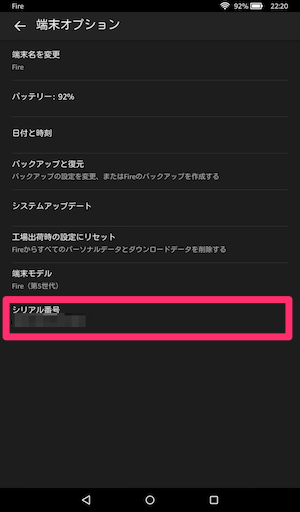 Fire 92% 22:20
端末オプション
端末名を変更
Fire
バッテリー: 92%
日付と時刻
バックアップと復元
バックアップの設定を変更、またはFireのバックアップを作成する
システムアップデート
工場出荷時の設定にリセット
Fireからすべてのパーソナルデータとダウンロードデータを削除する
端末モデル
Fire（第5世代）
シリアル番号